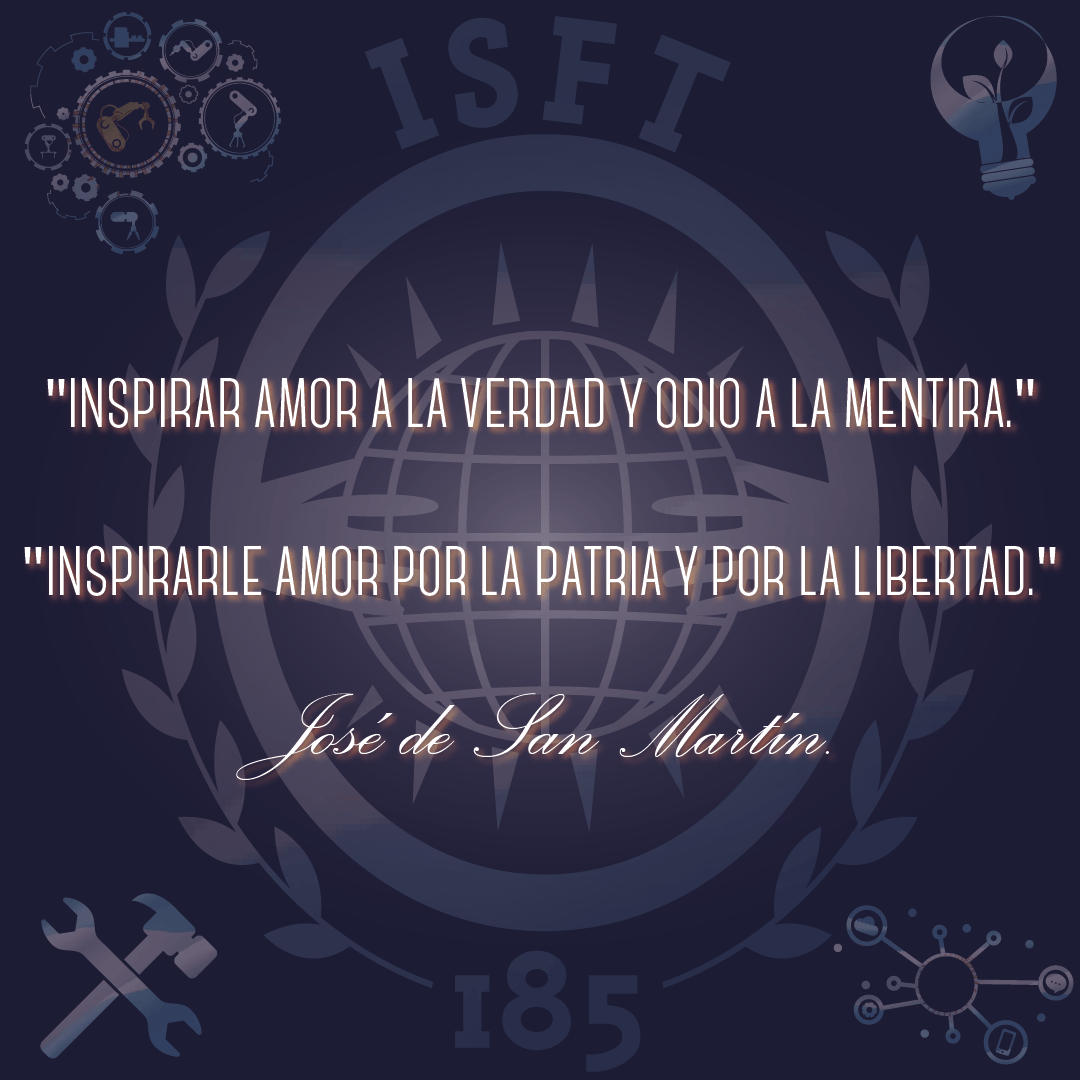 ISFT
"INSPIRAR AMOR A LA VERDAD Y ODIO A LA MENTIRA."
"INSPIRARLE AMOR POR LA PATRIA Y POR LA LIBERTAD."
José de San Martín.
185